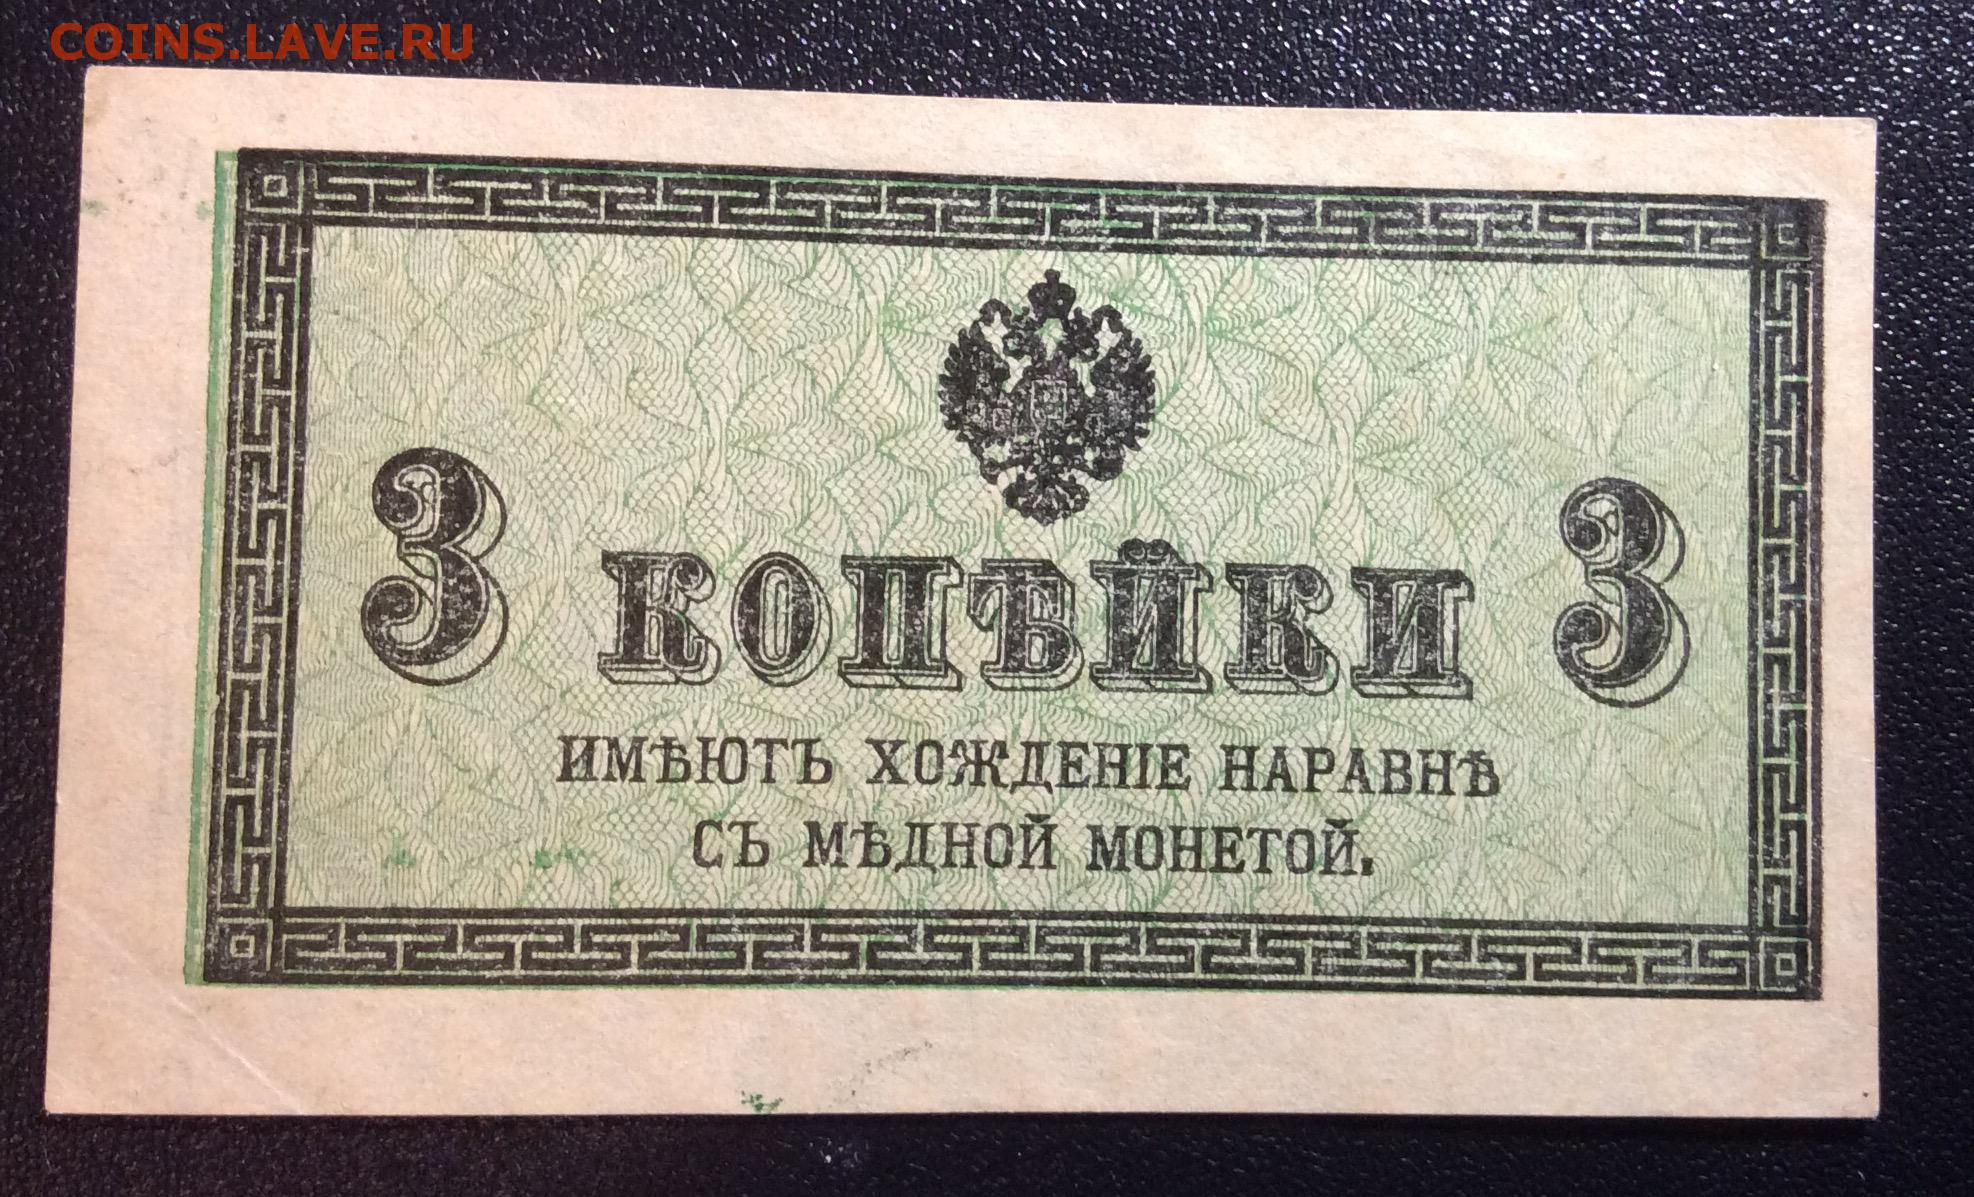 COINS.LAVE.RU
3 КОПѢЙКИ 3
ИМѢЮТЪ ХОЖДЕНІЕ НАРАВНѢ
СЪ МѢДНОЙ МОНЕТОЙ.